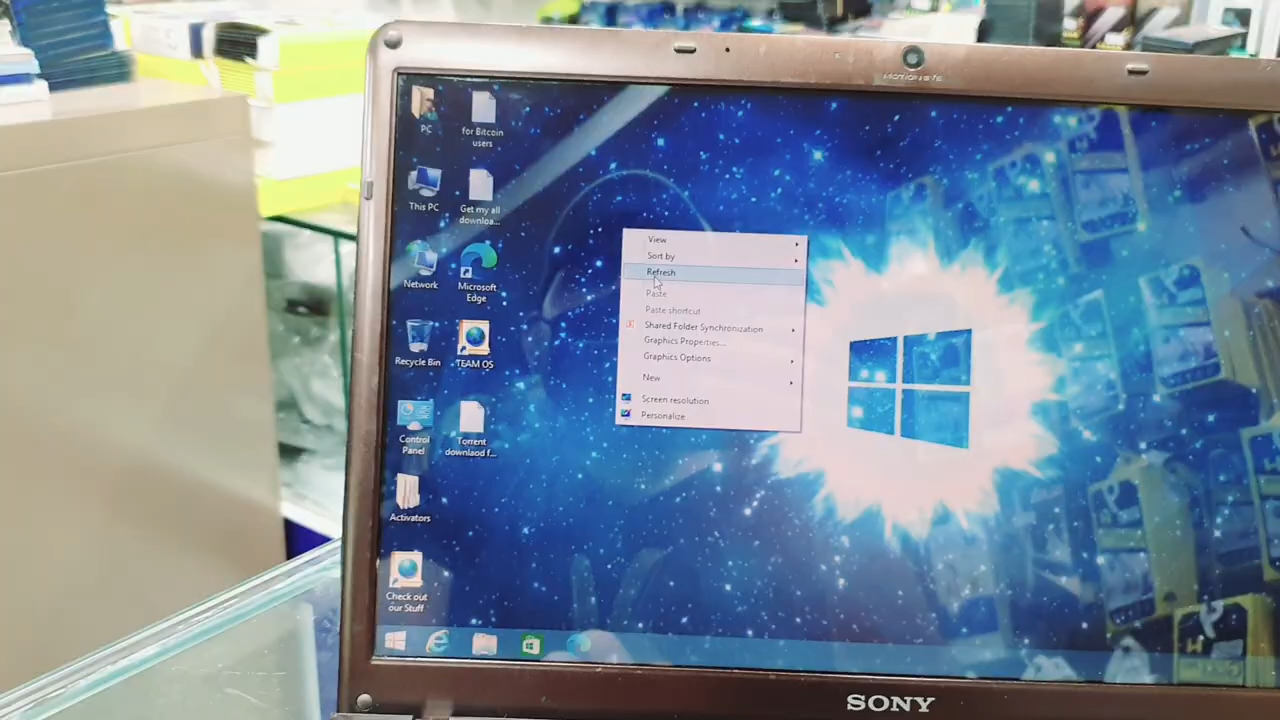 PC
for Bitcoin
users
This PC
Get my all
downloa...
Network
Microsoft
Edge
Recycle Bin
TEAM OS
Control
Panel
Torrent
downlaod f...
Activators
Check out
our Stuff
View
Sort by
Refresh
Paste
Paste shortcut
Shared Folder Synchronization
Graphics Properties...
Graphics Options
New
Screen resolution
Personalize
SONY